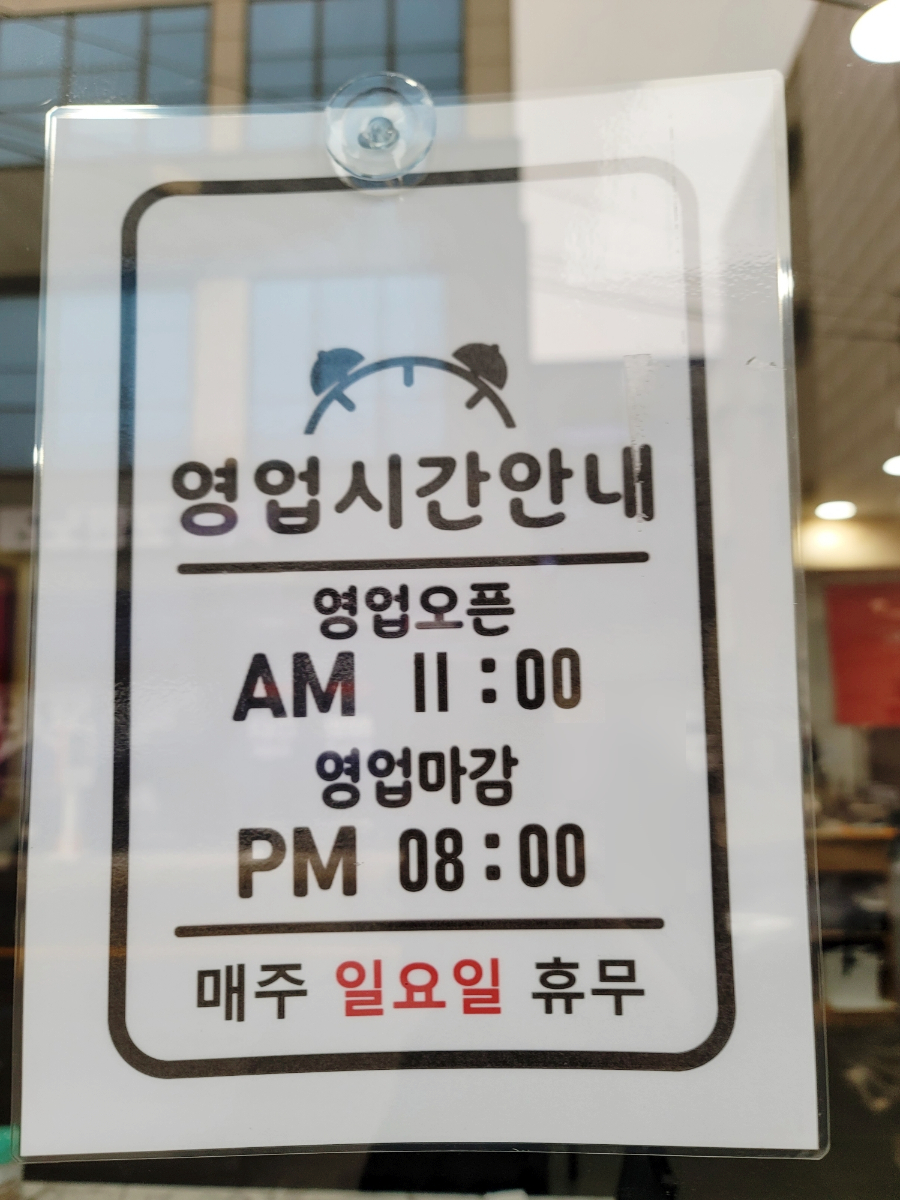 영업시간안내
영업오픈
AM 11:00
영업마감
PM 08:00
매주 일요일 휴무